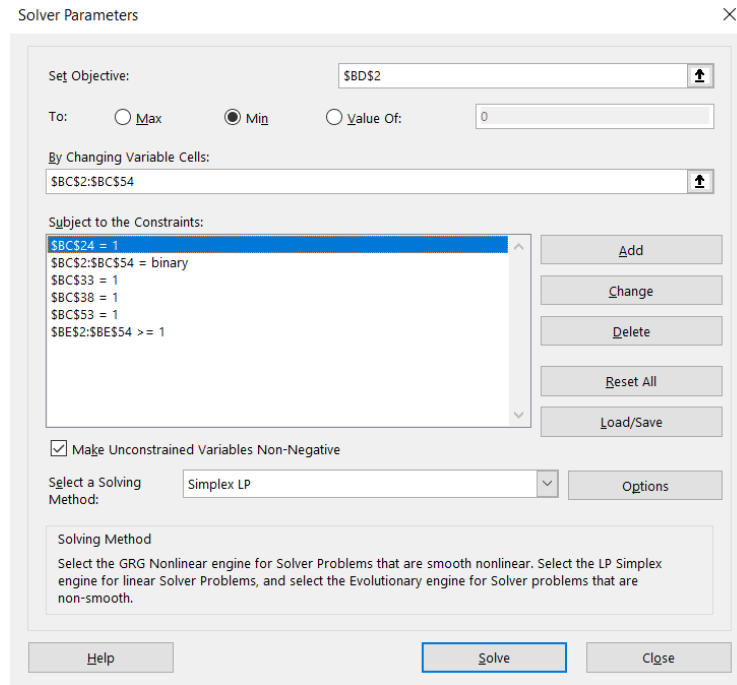 Solver Parameters
Set Objective: $BD$2
To: Max Min Value Of: 0
By Changing Variable Cells:
$BC$2:$BC$54
Subject to the Constraints:
$BC$24 = 1
$BC$2:$BC$54 = binary
$BC$33 = 1
$BC$38 = 1
$BC$53 = 1
$BE$2:$BE$54 >= 1
Add
Change
Delete
Reset All
Load/Save
Make Unconstrained Variables Non-Negative
Select a Solving
Method:
Simplex LP
Options
Solving Method
Select the GRG Nonlinear engine for Solver Problems that are smooth nonlinear. Select the LP Simplex
engine for linear Solver Problems, and select the Evolutionary engine for Solver problems that are
non-smooth.
Help
Solve
Close